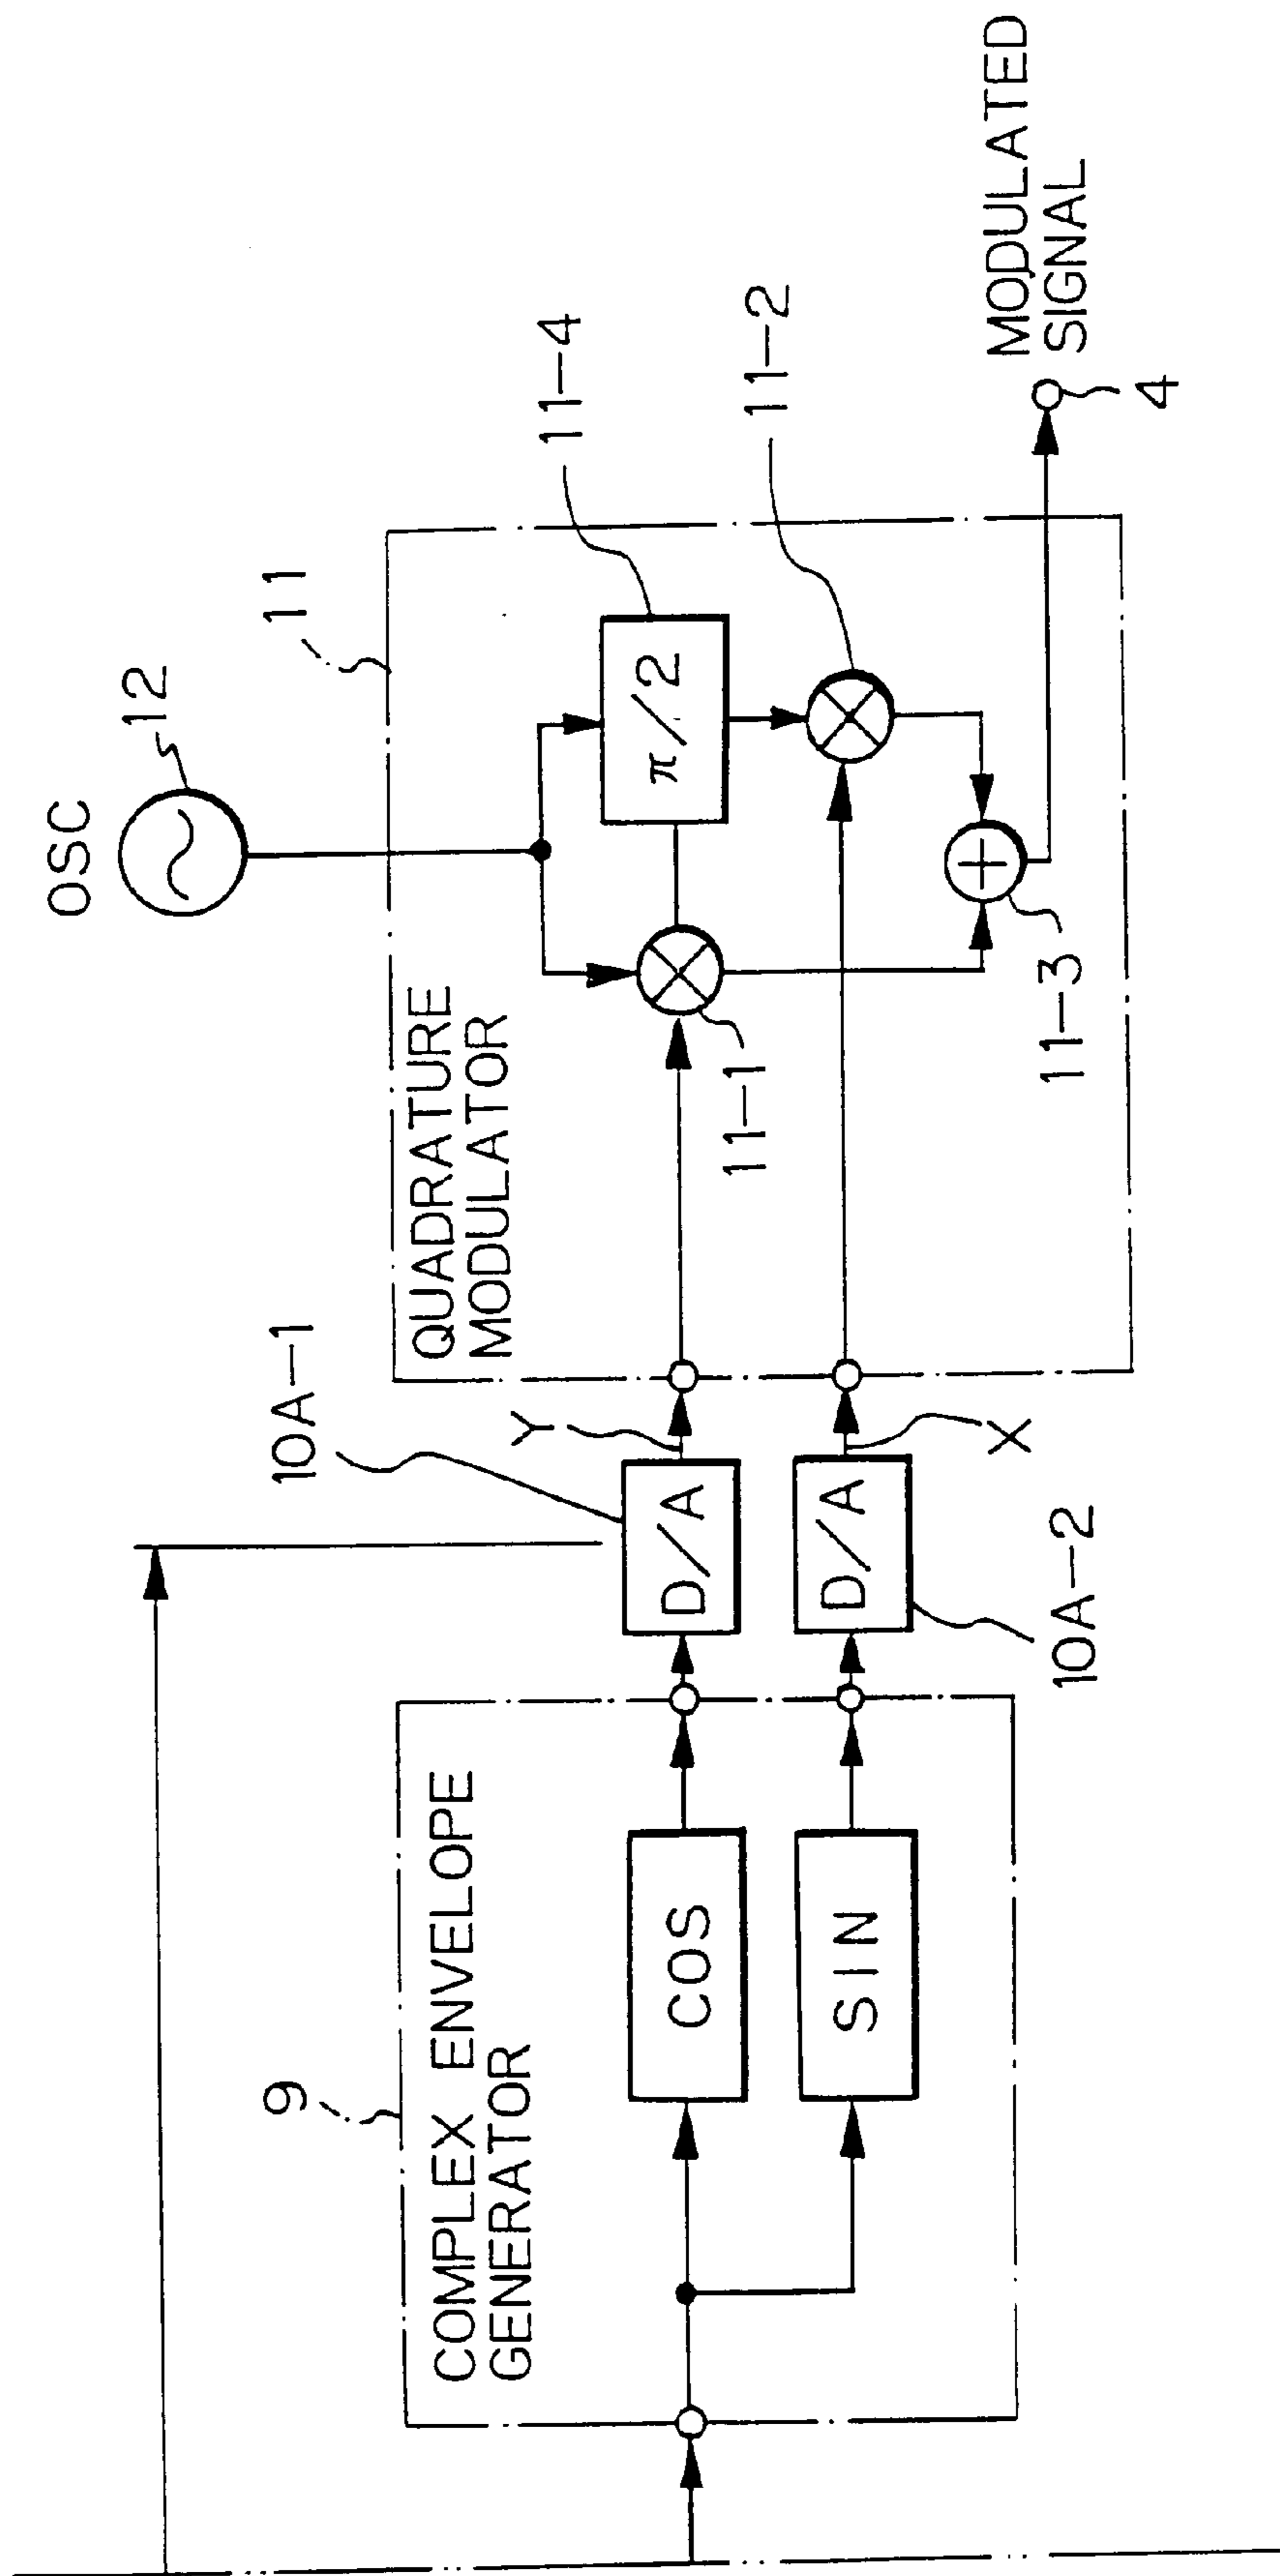 OSC
12
11
QUADRATURE
MODULATOR
π/2
11-4
11-2
11-1
11-3
MODULATED
SIGNAL
4
10A-1
Y
D/A
D/A
X
10A-2
9
COMPLEX ENVELOPE
GENERATOR
COS
SIN